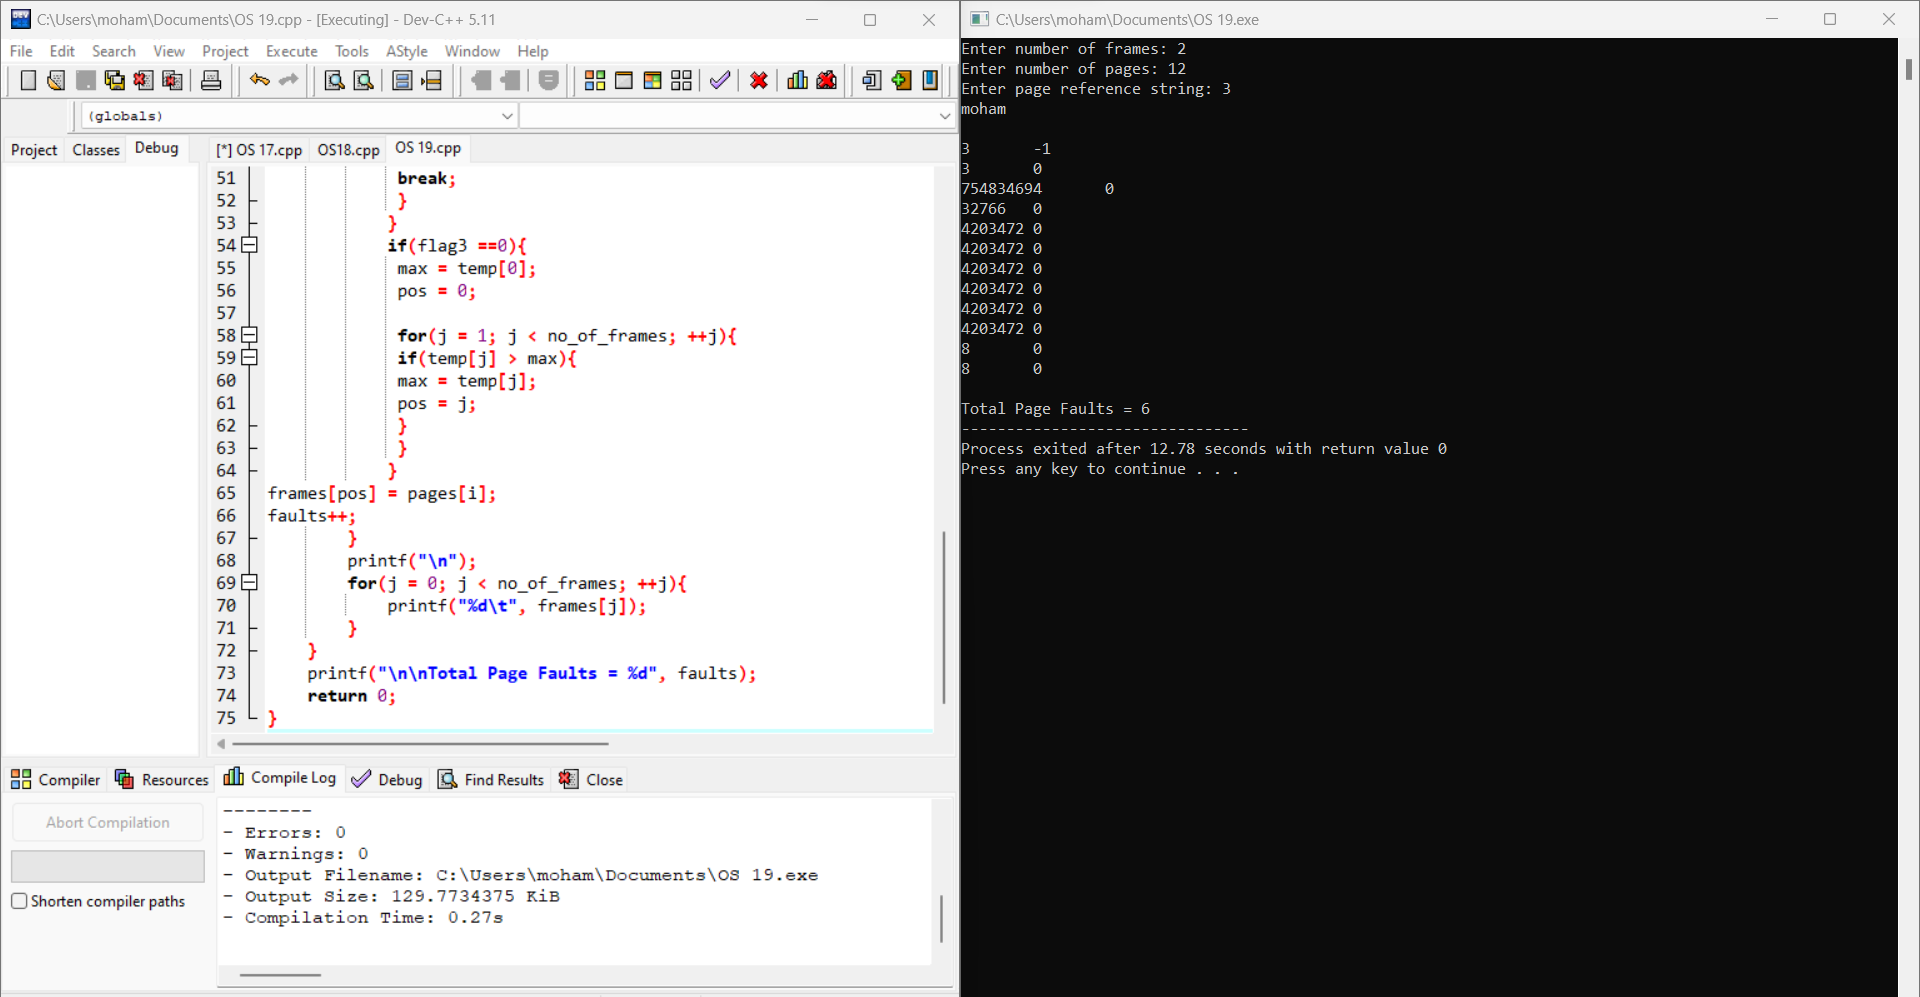 C:\Users\moham\Documents\OS 19.cpp - [Executing] - Dev-C++ 5.11
File Edit Search View Project Execute Tools AStyle Window Help
(globals)
Project Classes Debug
[*] OS 17.cpp OS18.cpp OS 19.cpp
51 break;
52 }
53 }
54 if(flag3 ==0){
55 max = temp[0];
56 pos = 0;
57
58 for(j = 1; j < no_of_frames; ++j){
59 if(temp[j] > max){
60 max = temp[j];
61 pos = j;
62 }
63 }
64 }
65 frames[pos] = pages[i];
66 faults++;
67 }
68 printf("\n");
69 for(j = 0; j < no_of_frames; ++j){
70 printf("%d\t", frames[j]);
71 }
72 }
73 printf("\n\nTotal Page Faults = %d", faults);
74 return 0;
75 }
Compiler Resources Compile Log Debug Find Results Close
Abort Compilation
Shorten compiler paths
--------
- Errors: 0
- Warnings: 0
- Output Filename: C:\Users\moham\Documents\OS 19.exe
- Output Size: 129.7734375 KiB
- Compilation Time: 0.27s
C:\Users\moham\Documents\OS 19.exe
Enter number of frames: 2
Enter number of pages: 12
Enter page reference string: 3
moham
3 -1
3 0
754834694 0
32766 0
4203472 0
4203472 0
4203472 0
4203472 0
4203472 0
4203472 0
8 0
8 0
Total Page Faults = 6
--------------------------------
Process exited after 12.78 seconds with return value 0
Press any key to continue . . .